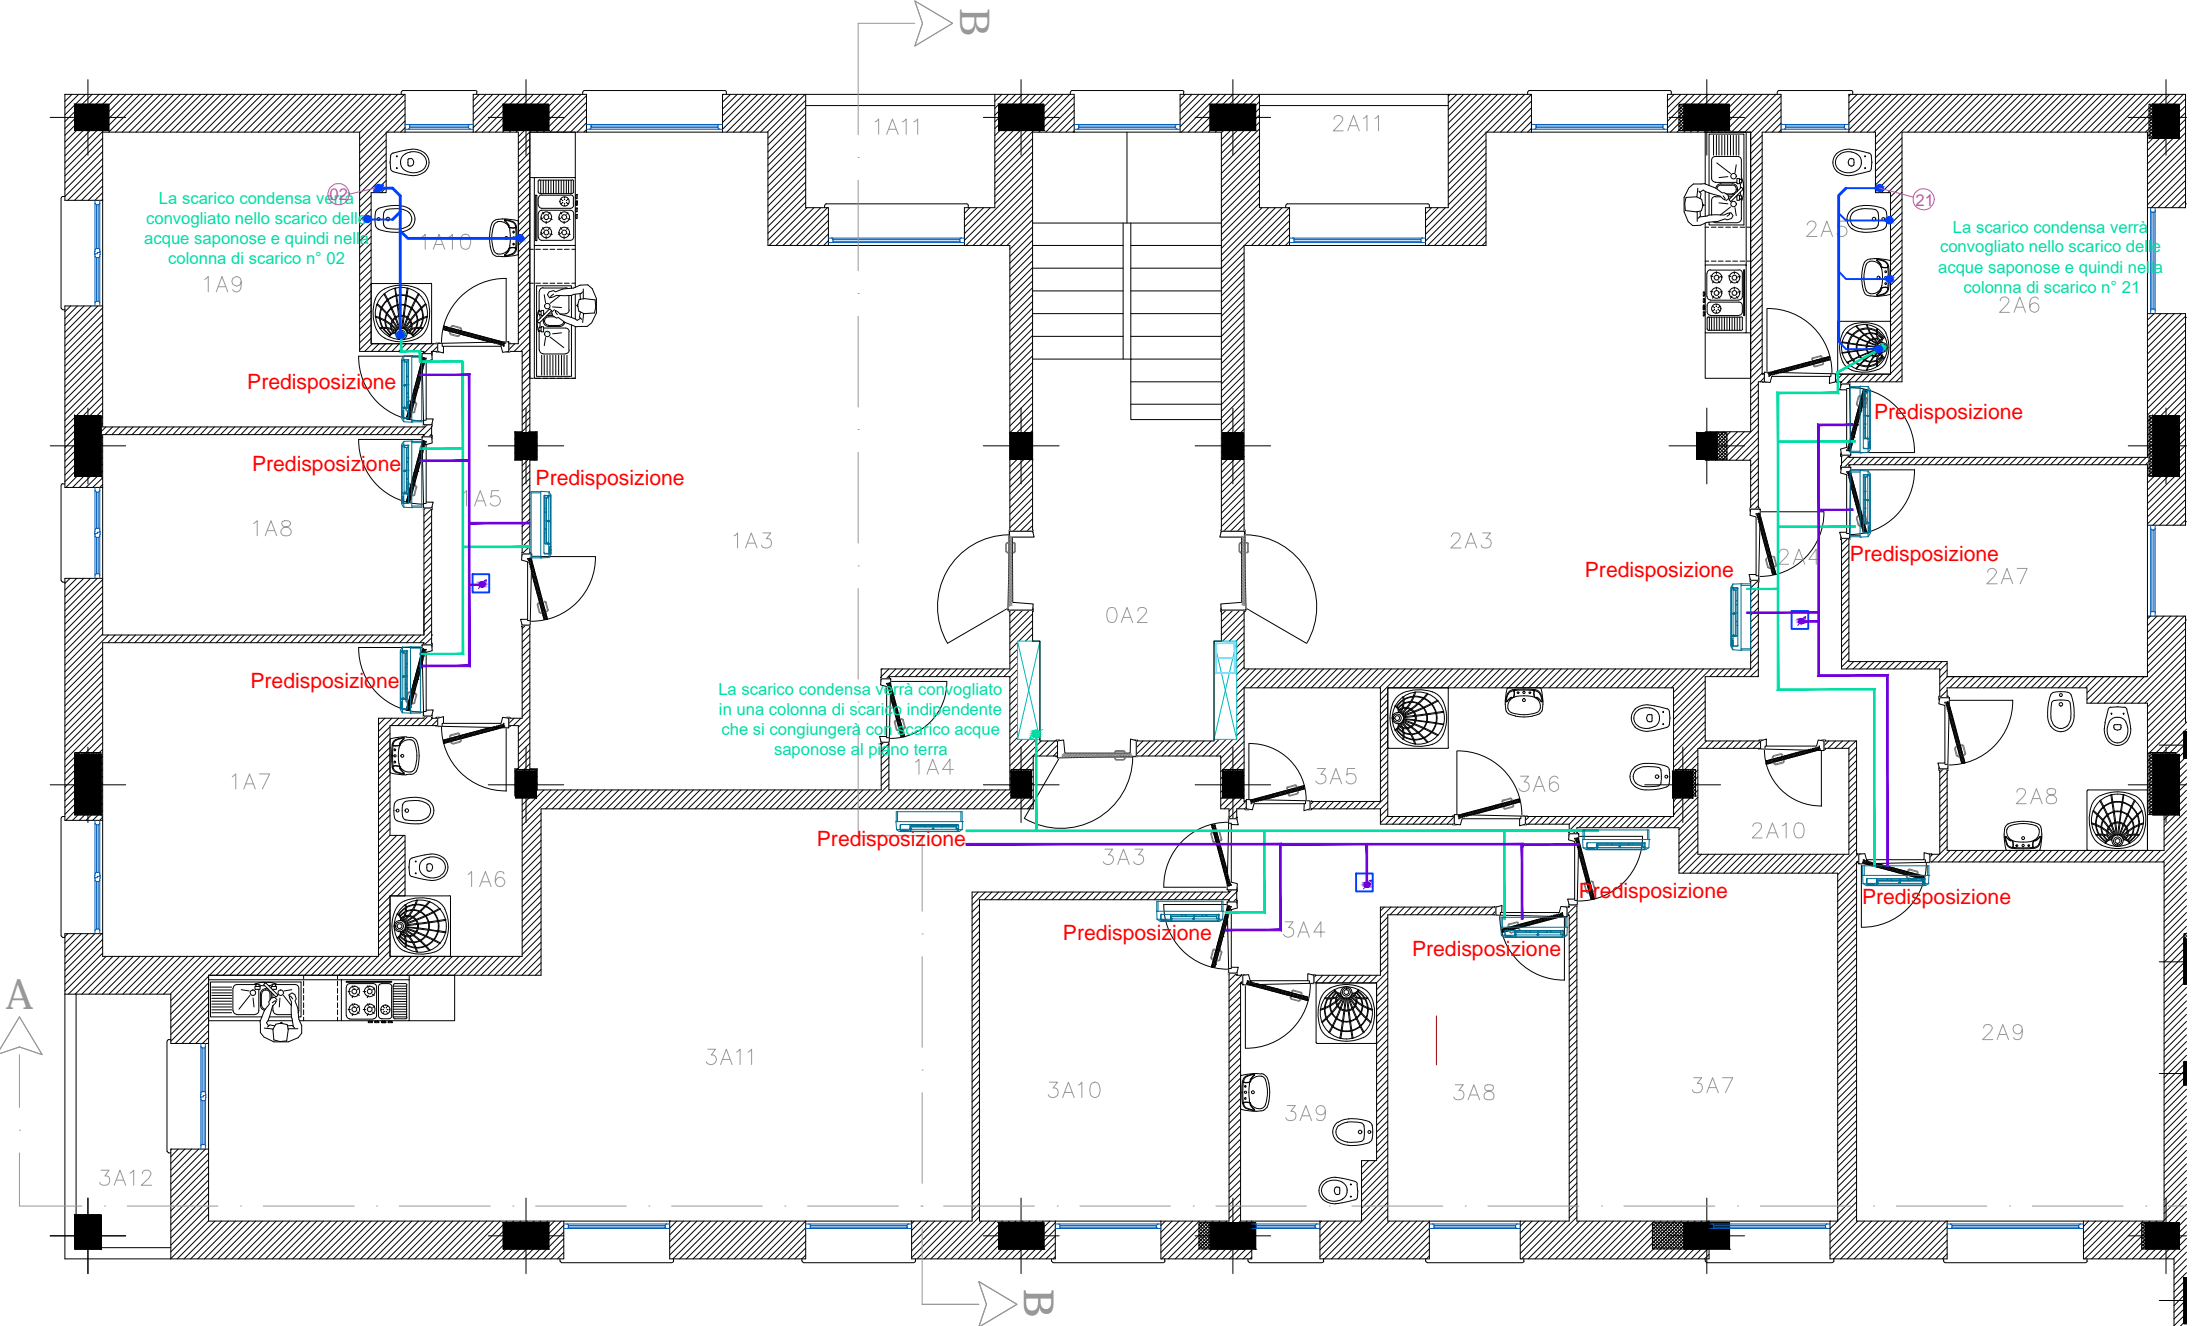 B
1A11
2A11
02
La scarico condensa verrà
convogliato nello scarico delle
acque saponose e quindi nella
colonna di scarico n° 02
1A10
1A9
21
2A5
La scarico condensa verrà
convogliato nello scarico delle
acque saponose e quindi nella
colonna di scarico n° 21
2A6
Predisposizione
Predisposizione
Predisposizione
Predisposizione
1A5
1A8
1A3
2A3
2A4
Predisposizione
Predisposizione
2A7
0A2
Predisposizione
La scarico condensa verrà convogliato
in una colonna di scarico indipendente
che si congiungerà con scarico acque
saponose al piano terra
1A4
1A7
3A5
3A6
2A8
2A10
Predisposizione
3A3
1A6
Predisposizione
Predisposizione
Predisposizione
3A4
Predisposizione
A
3A11
3A10
3A9
3A8
3A7
2A9
3A12
B